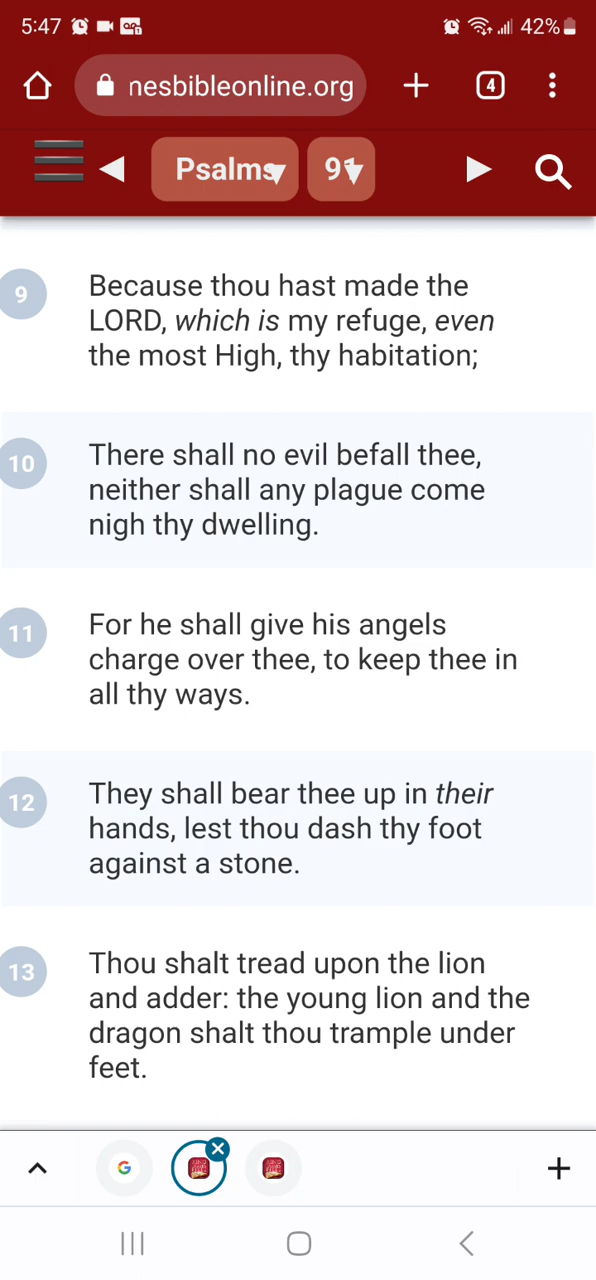 5:47 42%
nesbibleonline.org 4
Psalms 91
9 Because thou hast made the
LORD, which is my refuge, even
the most High, thy habitation;
10 There shall no evil befall thee,
neither shall any plague come
nigh thy dwelling.
11 For he shall give his angels
charge over thee, to keep thee in
all thy ways.
12 They shall bear thee up in their
hands, lest thou dash thy foot
against a stone.
13 Thou shalt tread upon the lion
and adder: the young lion and the
dragon shalt thou trample under
feet.
G